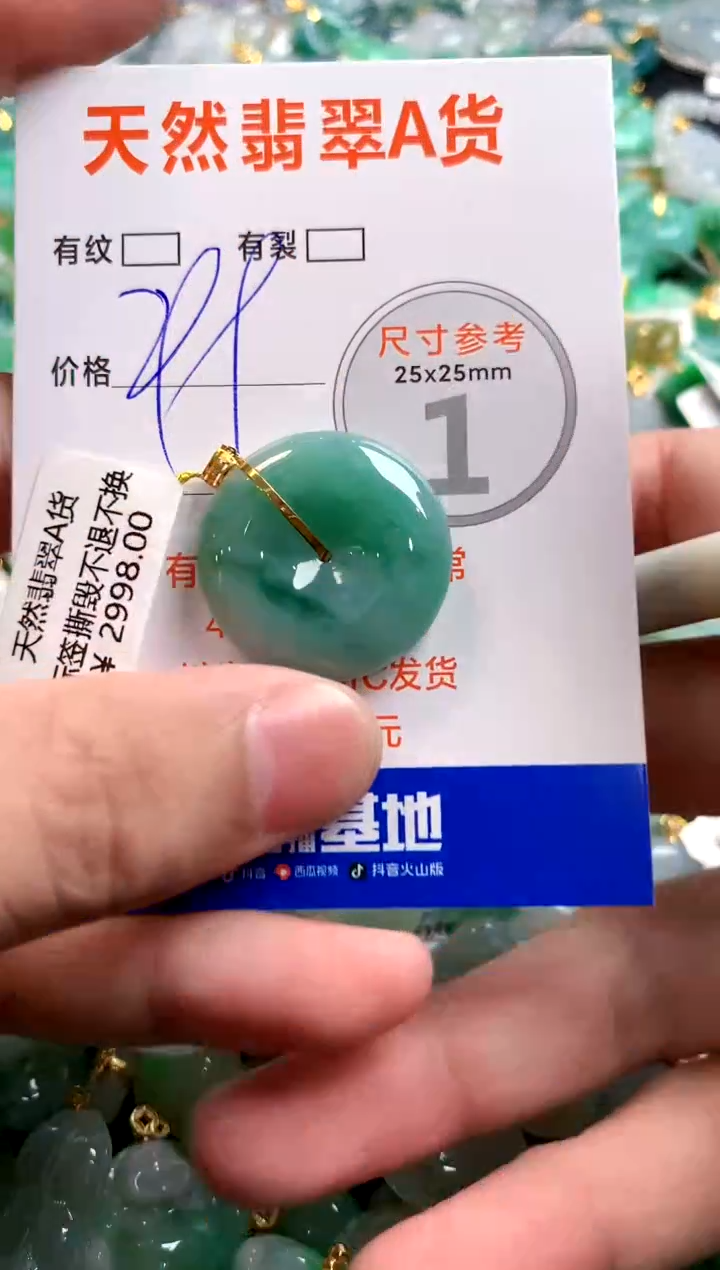 天然翡翠A货
有纹 有裂
价格
尺寸参考
25x25mm
1
天然翡翠A货
签撕毁不退不换
¥ 2998.00
有
常
发货
元
基地
抖音 西瓜视频 抖音火山版